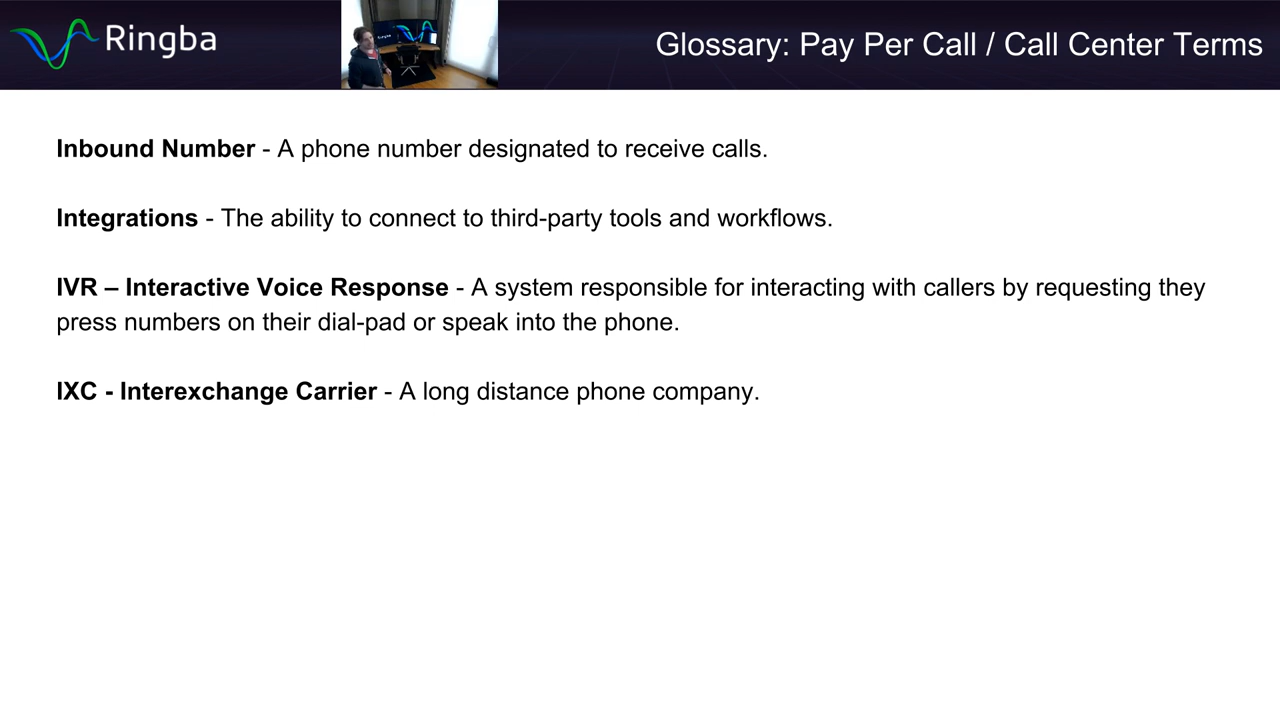 Ringba
Glossary: Pay Per Call / Call Center Terms
Inbound Number - A phone number designated to receive calls.
Integrations - The ability to connect to third-party tools and workflows.
IVR – Interactive Voice Response - A system responsible for interacting with callers by requesting they
press numbers on their dial-pad or speak into the phone.
IXC - Interexchange Carrier - A long distance phone company.